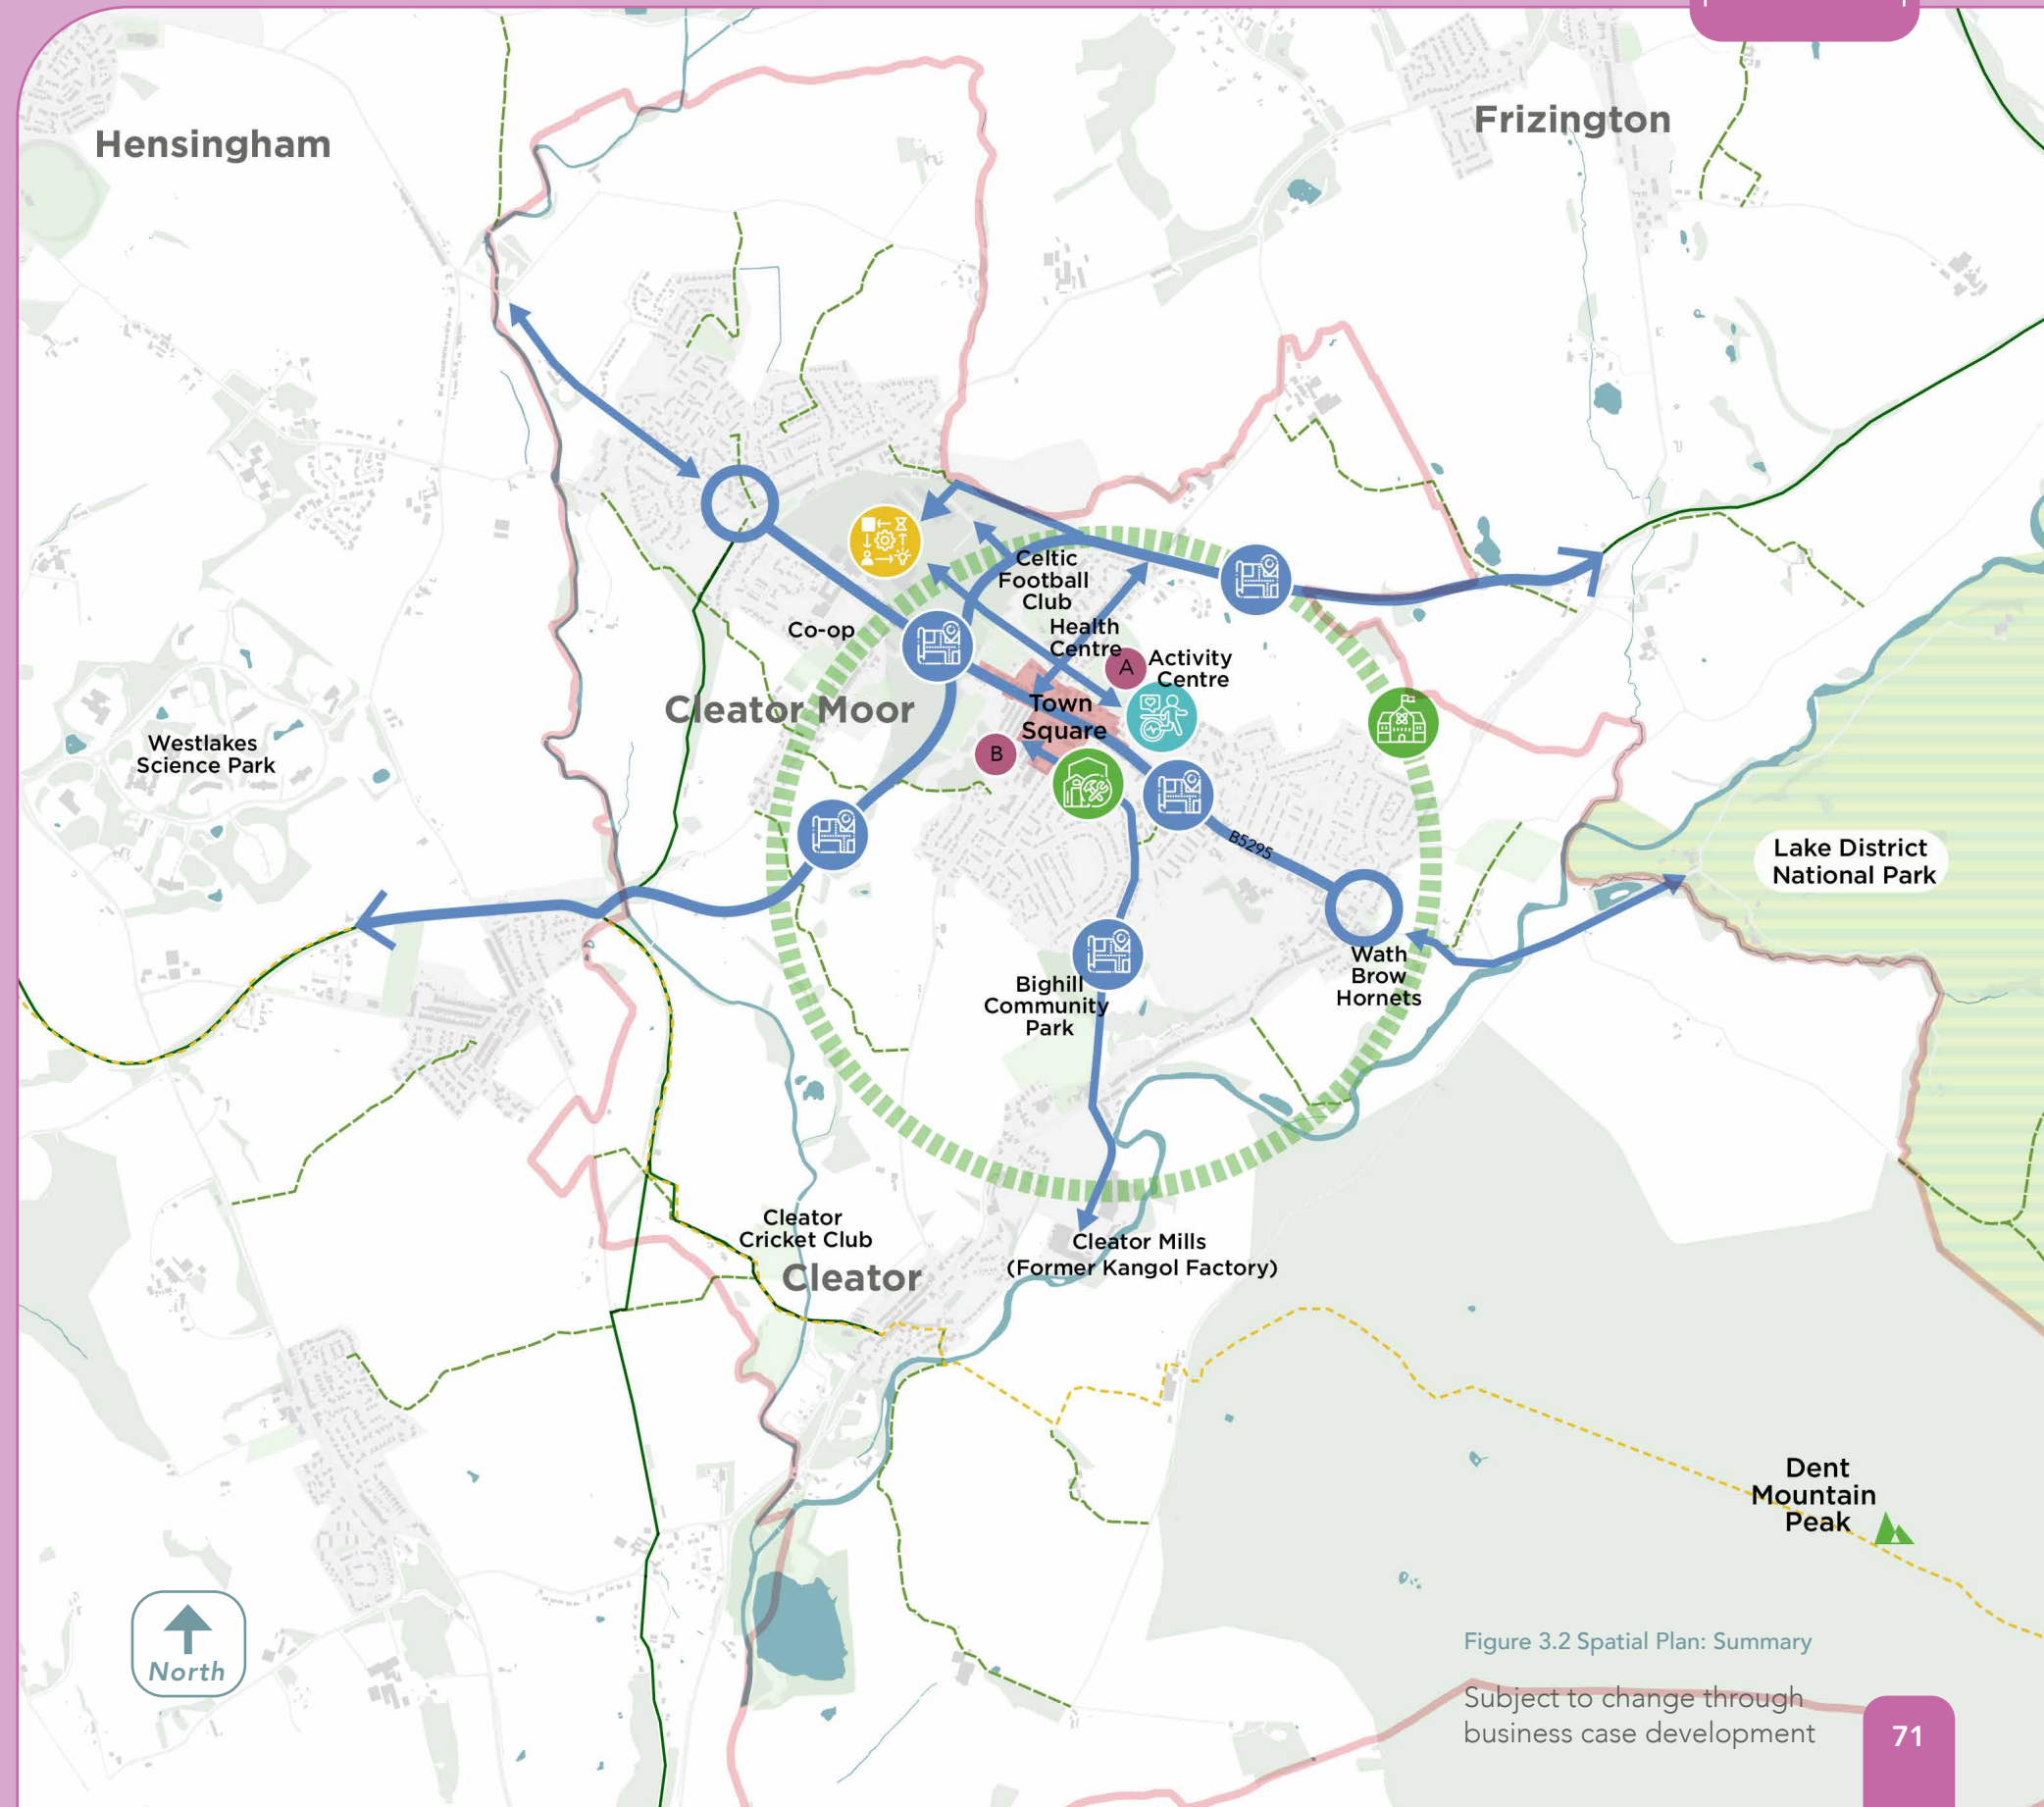 Hensingham
Frizington
Celtic
Football
Club
Co-op
Health
Centre
A
Activity
Centre
Cleator Moor
Town
Square
B
Westlakes
Science Park
B5295
Lake District
National Park
Wath
Brow
Hornets
Bighill
Community
Park
Cleator
Cricket Club
Cleator
Cleator Mills
(Former Kangol Factory)
Dent
Mountain
Peak
North
Figure 3.2 Spatial Plan: Summary
Subject to change through
business case development
71